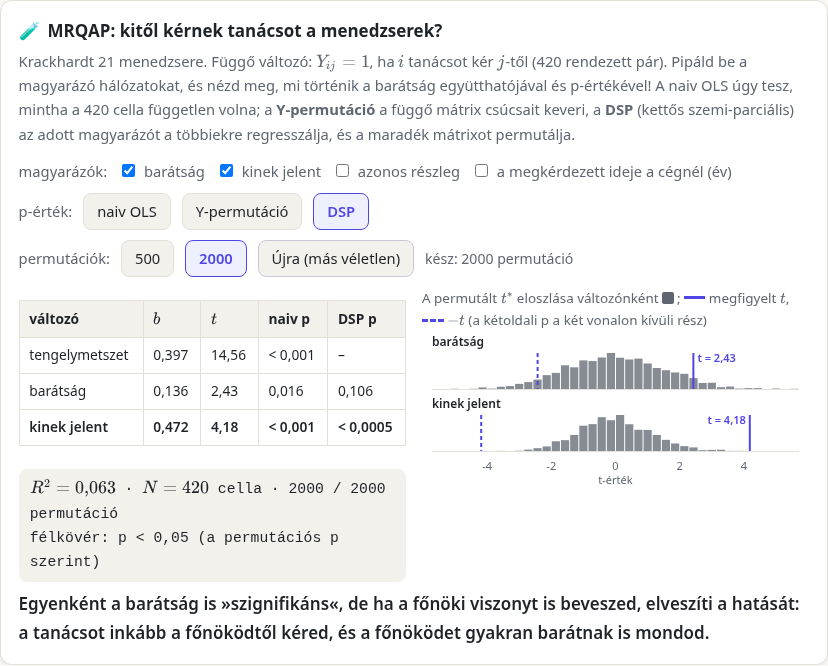 🧪 MRQAP: kitől kérnek tanácsot a menedzserek?
Krackhardt 21 menedzsere. Függő változó: Y_ij = 1, ha i tanácsot kér j-től (420 rendezett pár). Pipáld be a
magyarázó hálózatokat, és nézd meg, mi történik a barátság együtthatójával és p-értékével! A naiv OLS úgy tesz,
mintha a 420 cella független volna; a Y-permutáció a függő mátrix csúcsait keveri, a DSP (kettős szemi-parciális)
az adott magyarázót a többiekre regresszálja, és a maradék mátrixot permutálja.
magyarázók: barátság kinek jelent azonos részleg a megkérdezett ideje a cégnél (év)
p-érték: naiv OLS Y-permutáció DSP
permutációk: 500 2000 Újra (más véletlen) kész: 2000 permutáció
változó b t naiv p DSP p
tengelymetszet 0,397 14,56 < 0,001 –
barátság 0,136 2,43 0,016 0,106
kinek jelent 0,472 4,18 < 0,001 < 0,0005
R² = 0,063 · N = 420 cella · 2000 / 2000
permutáció
félkövér: p < 0,05 (a permutációs p
szerint)
A permutált t* eloszlása változónként ; megfigyelt t,
−t (a kétoldali p a két vonalon kívüli rész)
barátság
t = 2,43
kinek jelent
t = 4,18
-4 -2 0 2 4
t-érték
Egyenként a barátság is »szignifikáns«, de ha a főnöki viszonyt is beveszed, elveszíti a hatását:
a tanácsot inkább a főnöködtől kéred, és a főnöködet gyakran barátnak is mondod.